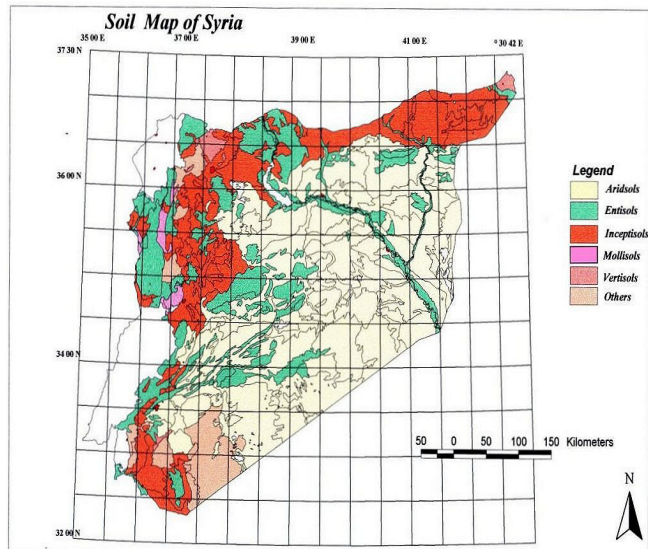 Soil Map of Syria
35 00 E
37 00 E
39 00 E
41 00 E
° 30 42 E
37 30 N
36 00 N
34 00 N
32 00 N
Legend
Aridsols
Entisols
Inceptisols
Mollisols
Vertisols
Others
50 0 50 100 150 Kilometers
N